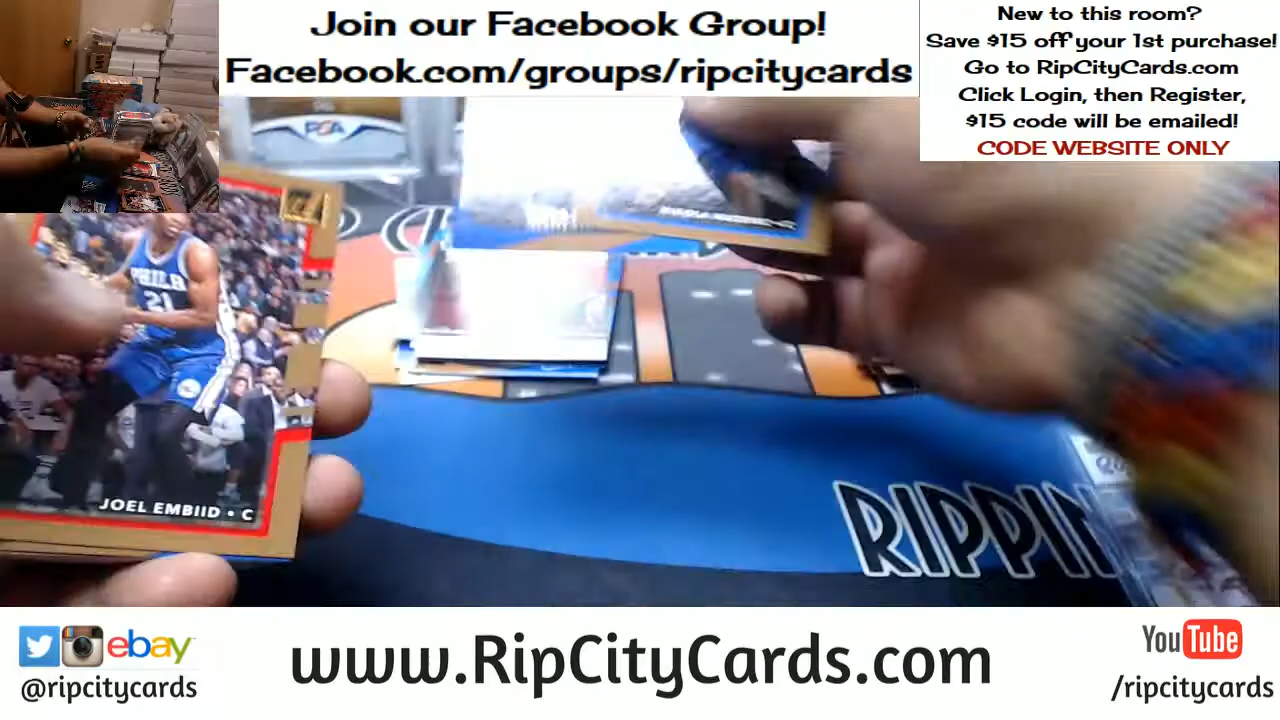 Join our Facebook Group!
Facebook.com/groups/ripcitycards
New to this room?
Save $15 off your 1st purchase!
Go to RipCityCards.com
Click Login, then Register,
$15 code will be emailed!
CODE WEBSITE ONLY
PSA
PHILA
21
JOEL EMBIID • C
RIPPIN
ebay
@ripcitycards
www.RipCityCards.com
YouTube
/ripcitycards